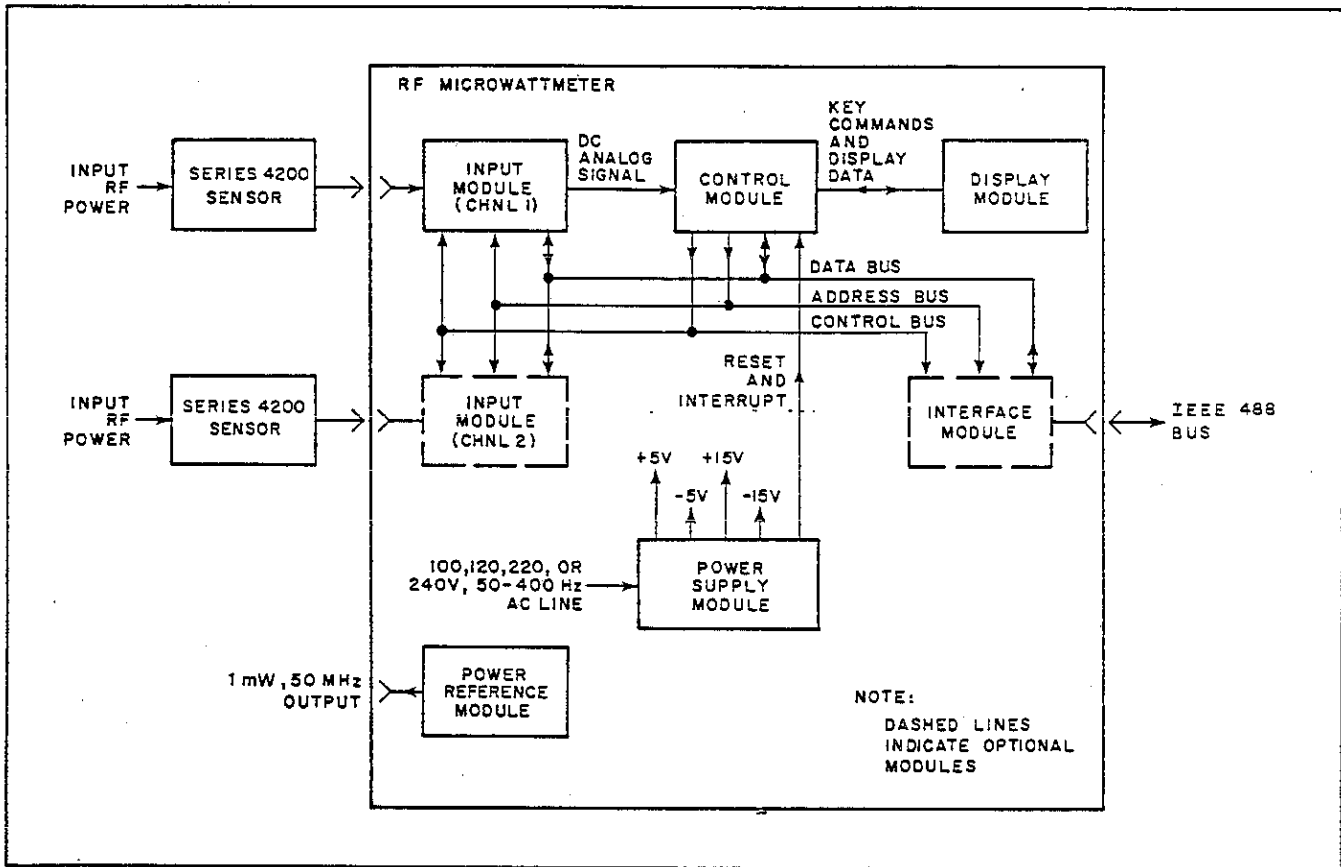 RF MICROWATTMETER
INPUT
RF
POWER
SERIES 4200
SENSOR
INPUT
MODULE
(CHNL 1)
DC
ANALOG
SIGNAL
CONTROL
MODULE
KEY
COMMANDS
AND
DISPLAY
DATA
DISPLAY
MODULE
DATA BUS
ADDRESS BUS
CONTROL BUS
INPUT
RF
POWER
SERIES 4200
SENSOR
INPUT
MODULE
(CHNL 2)
RESET
AND
INTERRUPT
INTERFACE
MODULE
IEEE 488
BUS
+5V
+15V
-5V
-15V
100,120,220, OR
240V, 50-400 Hz
AC LINE
POWER
SUPPLY
MODULE
1 mW, 50 MHz
OUTPUT
POWER
REFERENCE
MODULE
NOTE:
DASHED LINES
INDICATE OPTIONAL
MODULES